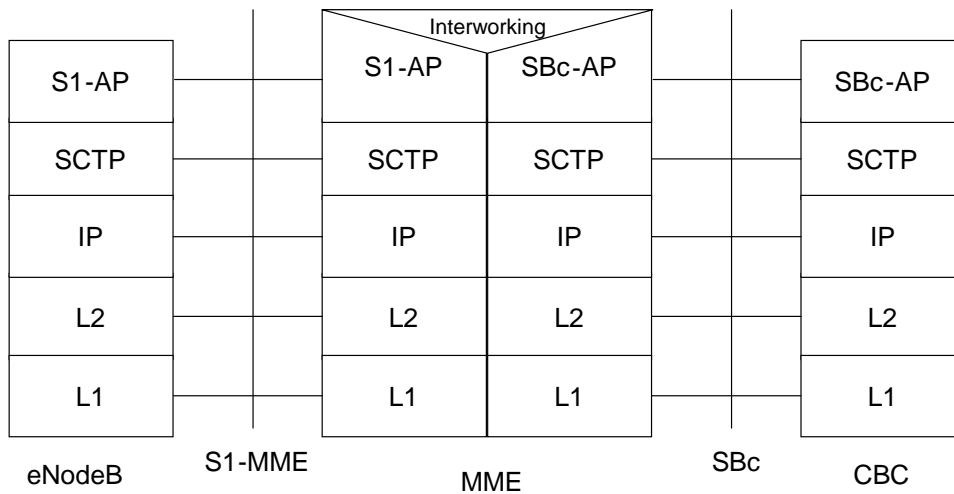 Interworking
S1-AP
S1-AP
SBc-AP
SBc-AP
SCTP
SCTP
SCTP
SCTP
IP
IP
IP
IP
L2
L2
L2
L2
L1
L1
L1
L1
eNodeB
S1-MME
MME
SBc
CBC